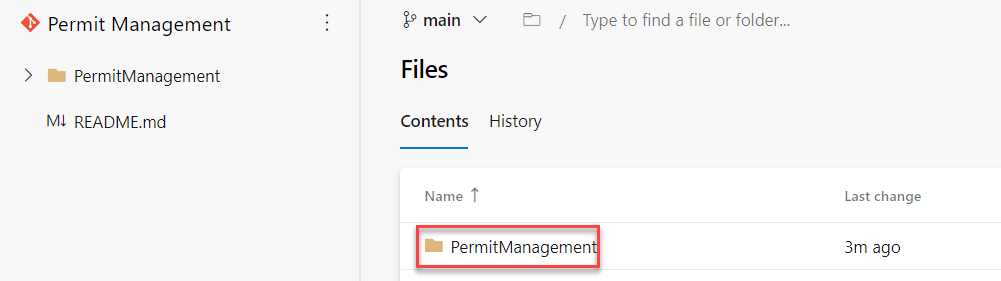 Permit Management
PermitManagement
M↓ README.md
main / Type to find a file or folder...
Files
Contents History
Name ↑ Last change
PermitManagement 3m ago